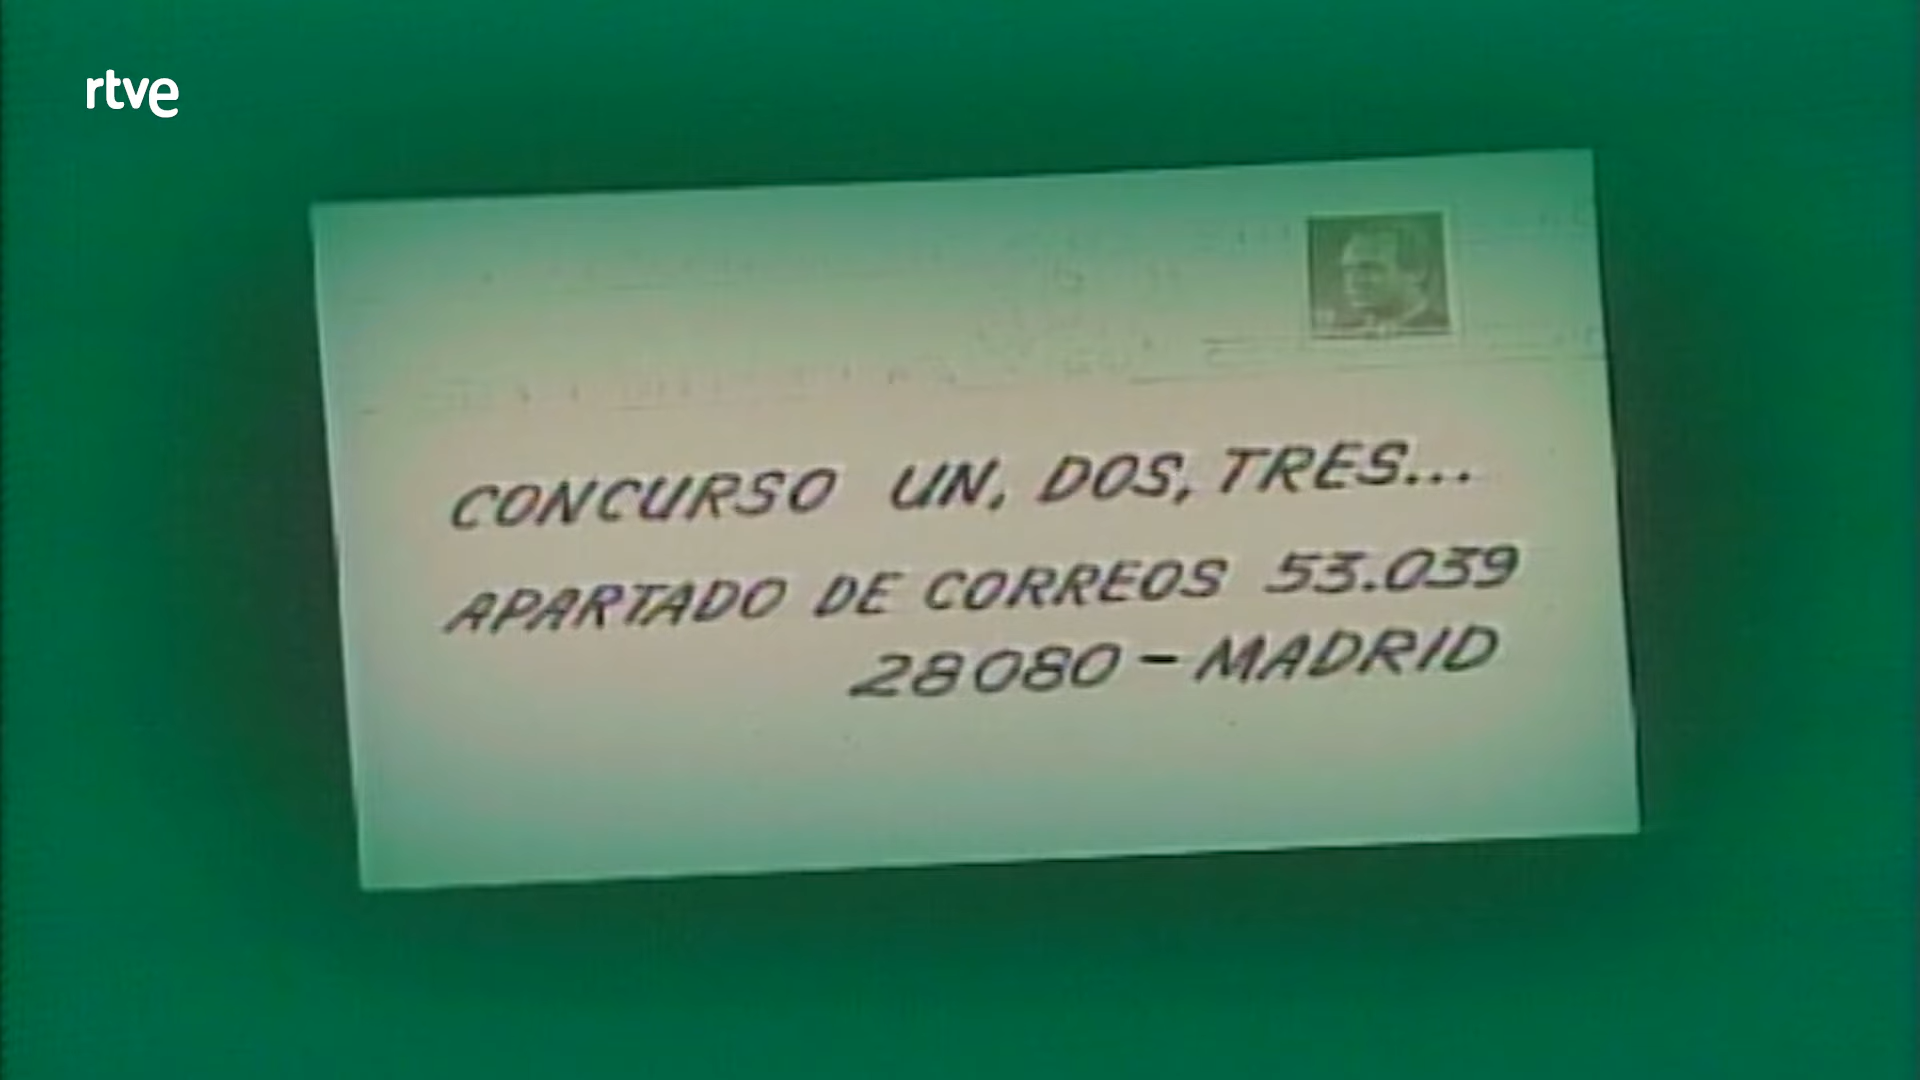 rtve
CONCURSO UN, DOS, TRES...
APARTADO DE CORREOS 53.039
28080-MADRID